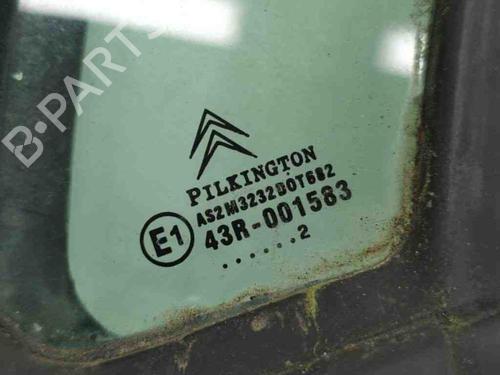 B-PARTS
PILKINGTON
AS2M3232DOT682
E1
43R-001583
......2